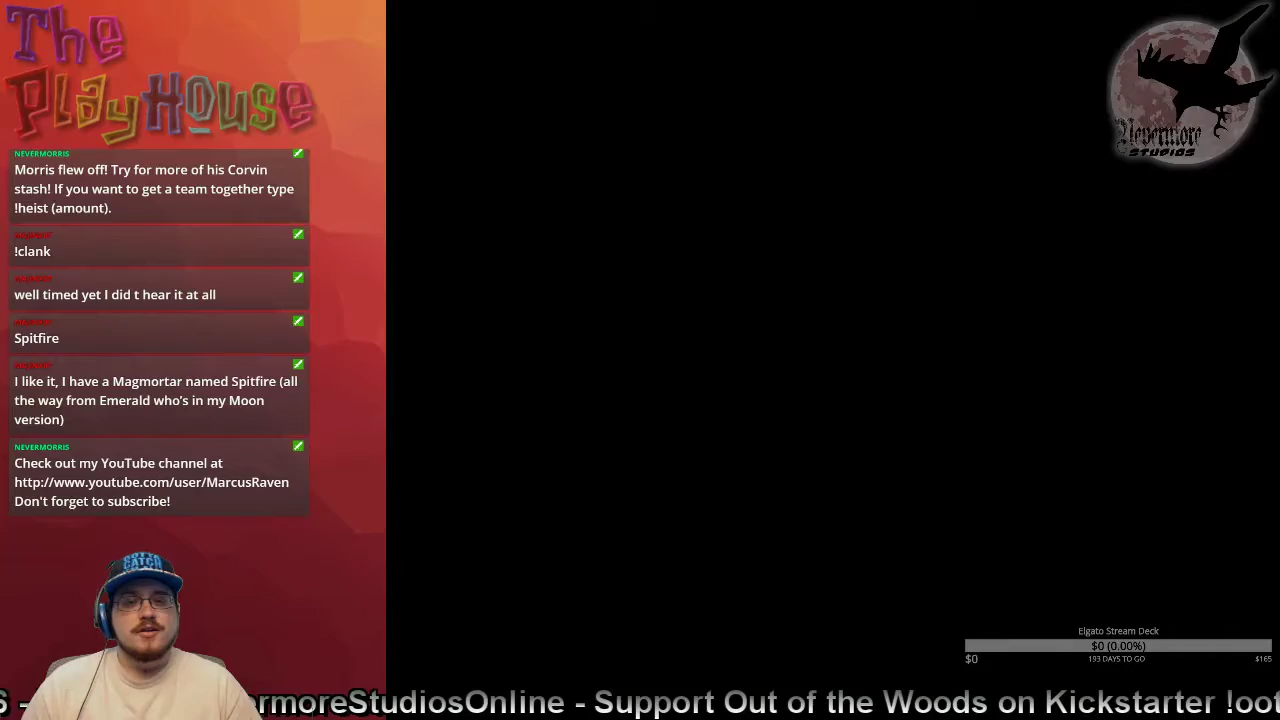 The
PlayHouse
Nevermore
STUDIOS
NEVERMORRIS
Morris flew off! Try for more of his Corvin
stash! If you want to get a team together type
!heist (amount).
!clank
well timed yet I did t hear it at all
Spitfire
I like it, I have a Magmortar named Spitfire (all
the way from Emerald who's in my Moon
version)
NEVERMORRIS
Check out my YouTube channel at
http://www.youtube.com/user/MarcusRaven
Don't forget to subscribe!
GOTTA
CATCH
Elgato Stream Deck
$0 (0.00%)
$0 193 DAYS TO GO $165
ermoreStudiosOnline - Support Out of the Woods on Kickstarter !oot